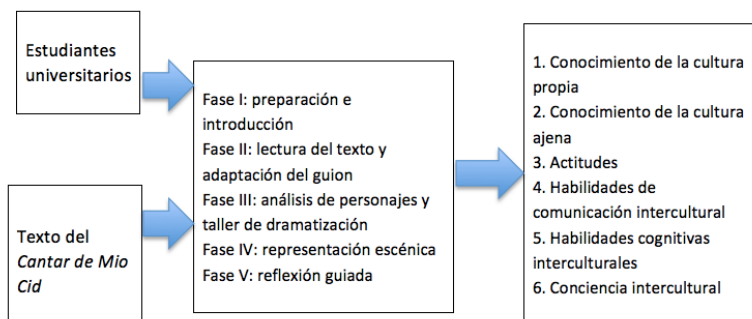 Estudiantes
universitarios
Texto del
Cantar de Mio
Cid
Fase I: preparación e
introducción
Fase II: lectura del texto y
adaptación del guion
Fase III: análisis de personajes y
taller de dramatización
Fase IV: representación escénica
Fase V: reflexión guiada
1. Conocimiento de la cultura
propia
2. Conocimiento de la cultura
ajena
3. Actitudes
4. Habilidades de
comunicación intercultural
5. Habilidades cognitivas
interculturales
6. Conciencia intercultural